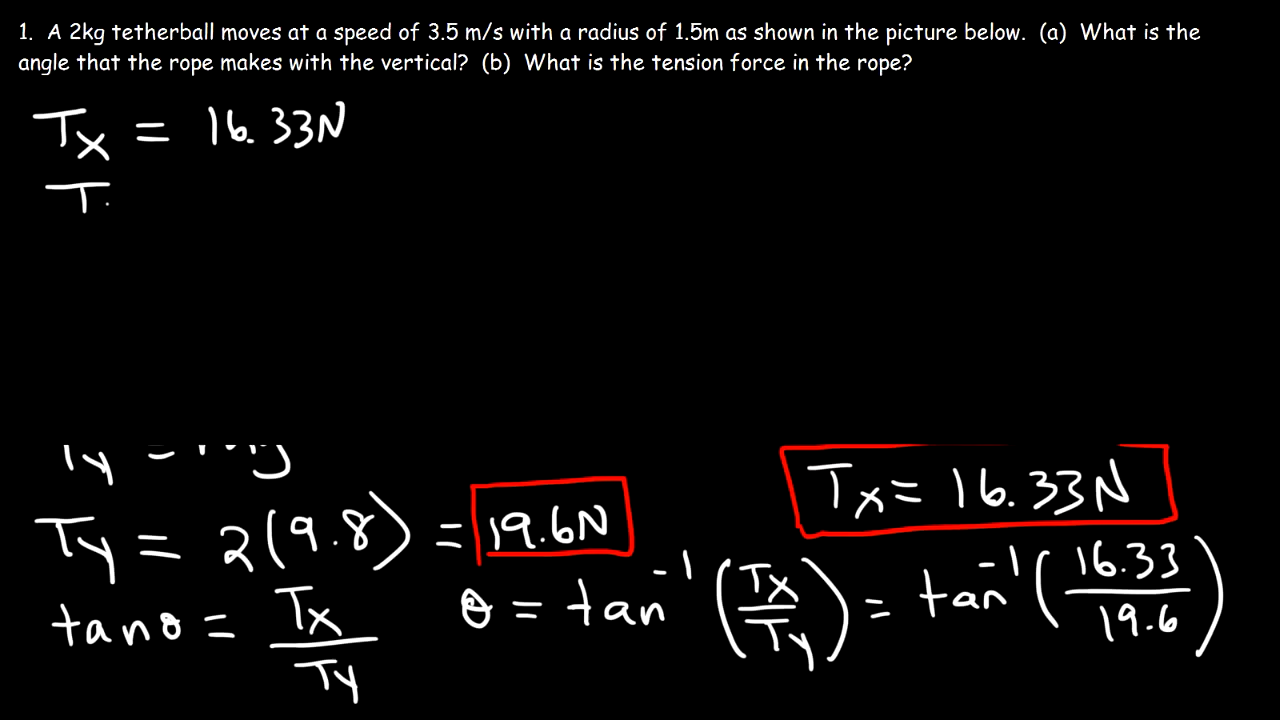 1. A 2kg tetherball moves at a speed of 3.5 m/s with a radius of 1.5m as shown in the picture below. (a) What is the
angle that the rope makes with the vertical? (b) What is the tension force in the rope?
Tx = 16.33N
T
Ty =
Tx = 16.33N
Ty = 2(9.8) = 19.6N
tanθ = Tx/Ty
θ = tan⁻¹(Tx/Ty) = tan⁻¹(16.33/19.6)